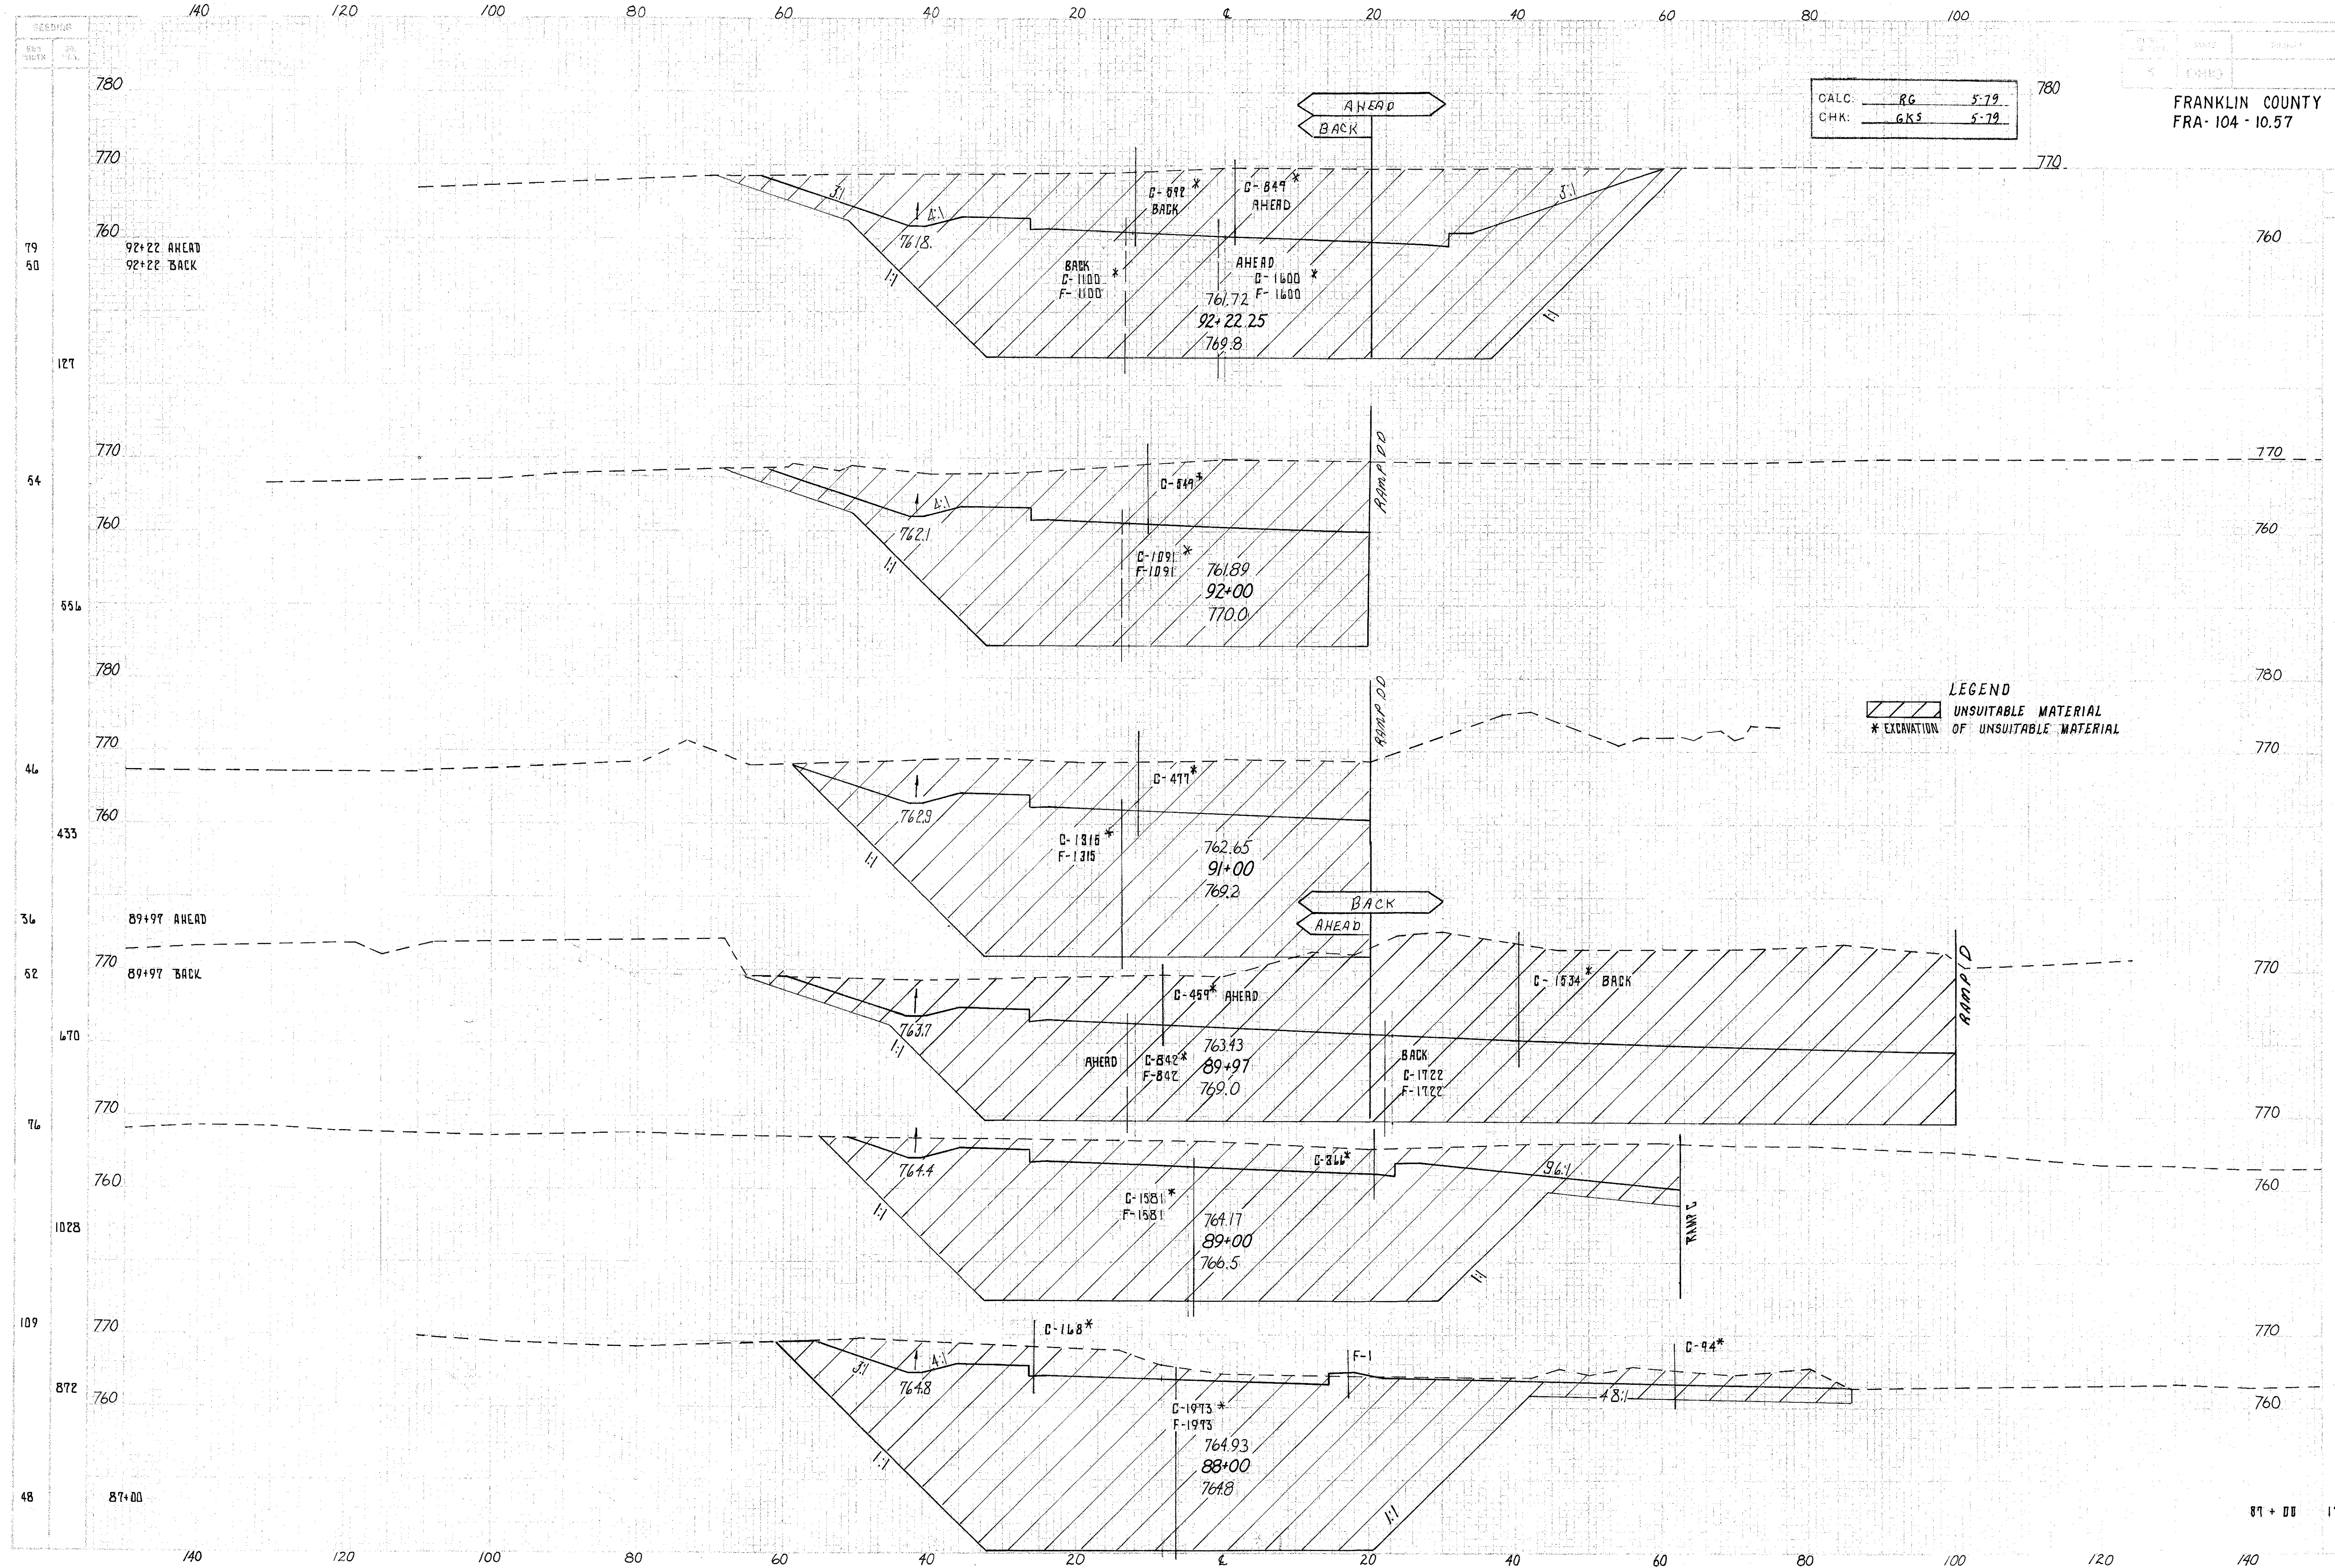 140 120 100 80 60 40 20 ℄ 20 40 60 80 100
SEEDING
780
AHEAD
BACK
CALC: RG 5-79
CHK: GKS 5-79
780
FRANKLIN COUNTY
FRA-104-10.57
770
770
C-592*
BACK
C-849*
AHEAD
3:1
4:1
3:1
761.8
760
760
79
92+22 AHEAD
50
92+22 BACK
BACK
C-1100*
F-1100
AHEAD
C-1600*
F-1600
1:1
761.72
92+22.25
769.8
1:1
127
770
RAMP DD
770
54
C-549*
4:1
760
762.1
760
1:1
C-1091*
F-1091
761.89
92+00
770.0
556
780
RAMP DD
780
LEGEND
UNSUITABLE MATERIAL
* EXCAVATION OF UNSUITABLE MATERIAL
770
770
46
C-477*
760
762.9
760
433
C-1315*
F-1315
1:1
762.65
91+00
769.2
BACK
AHEAD
36
89+97 AHEAD
770
770
52
89+97 BACK
C-459* AHEAD
C-1534* BACK
RAMP D
763.7
670
1:1
AHEAD
C-842*
F-842
763.43
89+97
769.0
BACK
C-1722
F-1722
770
770
76
764.4
C-366*
9.6:1
760
760
C-1581*
F-1581
1:1
764.17
89+00
766.5
RAMP C
1028
1:1
109
770
C-168*
F-1
C-94*
770
3:1
4:1
764.8
872
760
4.8:1
760
C-1973*
F-1973
764.93
88+00
764.8
1:1
1:1
48
87+00
87+00
140 120 100 80 60 40 20 ℄ 20 40 60 80 100 120 140